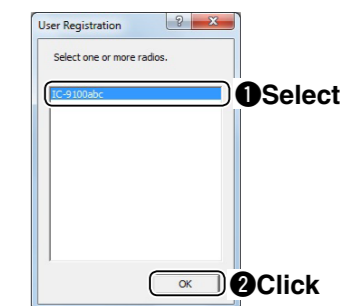 User Registration
Select one or more radios.
IC-9100abc
❶Select
OK
❷Click